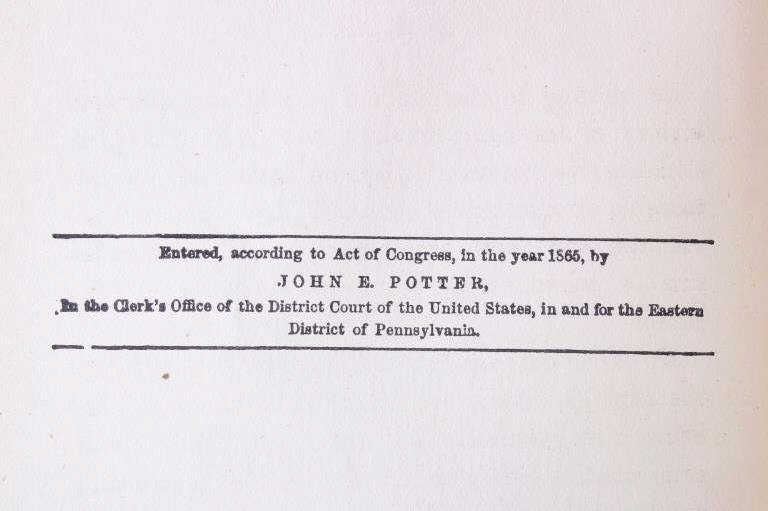 Entered, according to Act of Congress, in the year 1865, by
JOHN E. POTTER,
In the Clerk's Office of the District Court of the United States, in and for the Eastern
District of Pennsylvania.